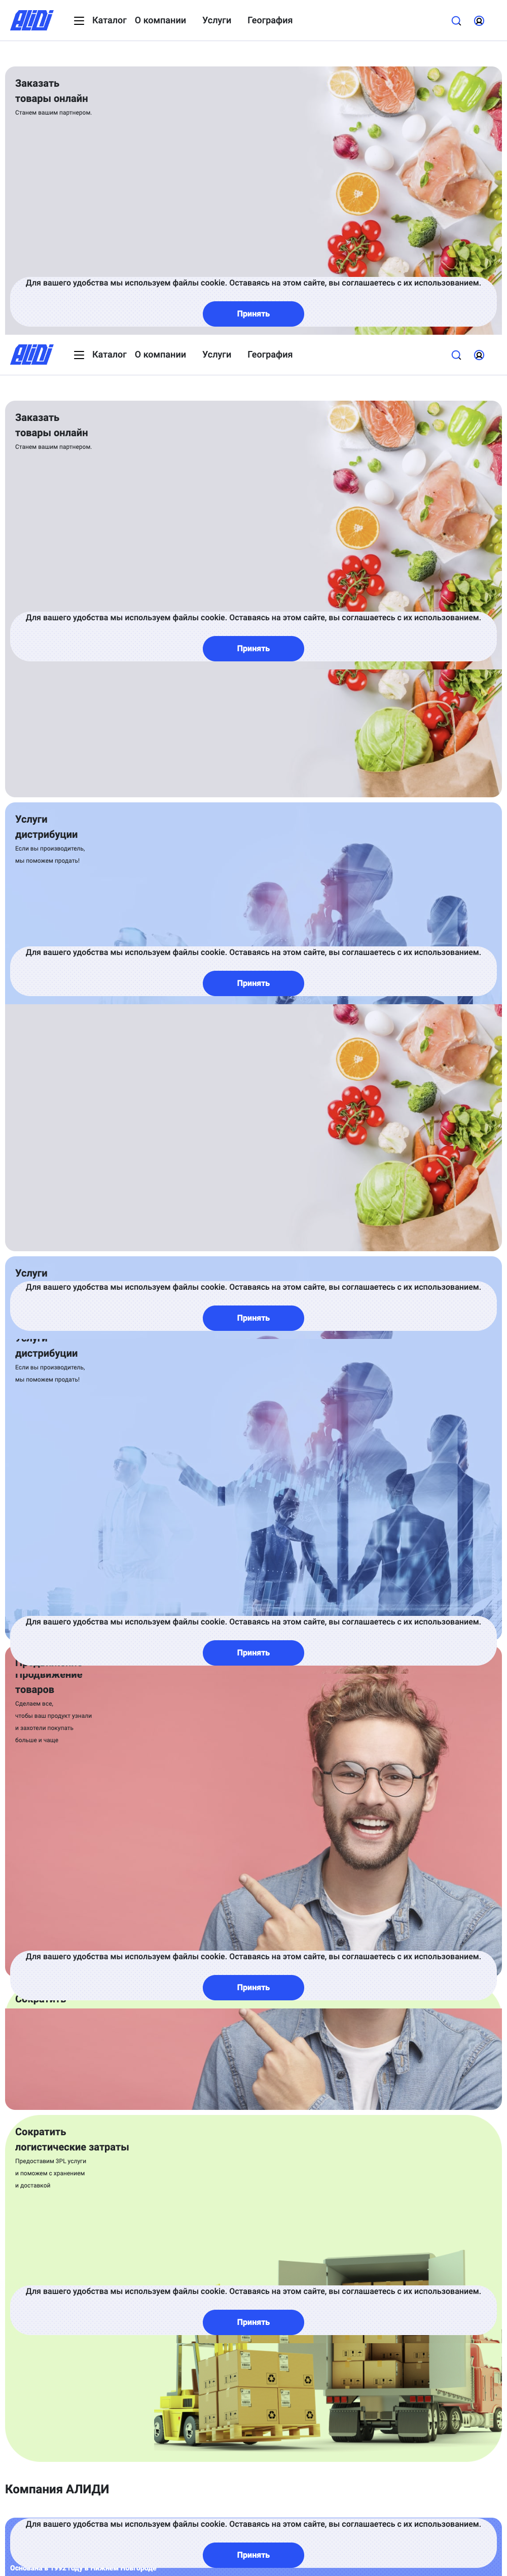 ALIDI
Каталог О компании Услуги География
Заказать
товары онлайн
Станем вашим партнером.
Для вашего удобства мы используем файлы cookie. Оставаясь на этом сайте, вы соглашаетесь с их использованием.
Принять
ALIDI
Каталог О компании Услуги География
Заказать
товары онлайн
Станем вашим партнером.
Для вашего удобства мы используем файлы cookie. Оставаясь на этом сайте, вы соглашаетесь с их использованием.
Принять
Услуги
дистрибуции
Если вы производитель,
мы поможем продать!
Для вашего удобства мы используем файлы cookie. Оставаясь на этом сайте, вы соглашаетесь с их использованием.
Принять
Услуги
Для вашего удобства мы используем файлы cookie. Оставаясь на этом сайте, вы соглашаетесь с их использованием.
Принять
Услуги
дистрибуции
Если вы производитель,
мы поможем продать!
Для вашего удобства мы используем файлы cookie. Оставаясь на этом сайте, вы соглашаетесь с их использованием.
Принять
Продвижение
товаров
Сделаем все,
чтобы ваш продукт узнали
и захотели покупать
больше и чаще
Для вашего удобства мы используем файлы cookie. Оставаясь на этом сайте, вы соглашаетесь с их использованием.
Принять
Сократить
Сократить
логистические затраты
Предоставим 3PL услуги
и поможем с хранением
и доставкой
Для вашего удобства мы используем файлы cookie. Оставаясь на этом сайте, вы соглашаетесь с их использованием.
Принять
Компания АЛИДИ
Для вашего удобства мы используем файлы cookie. Оставаясь на этом сайте, вы соглашаетесь с их использованием.
Принять
Основана в 1992 году в Нижнем Новгороде